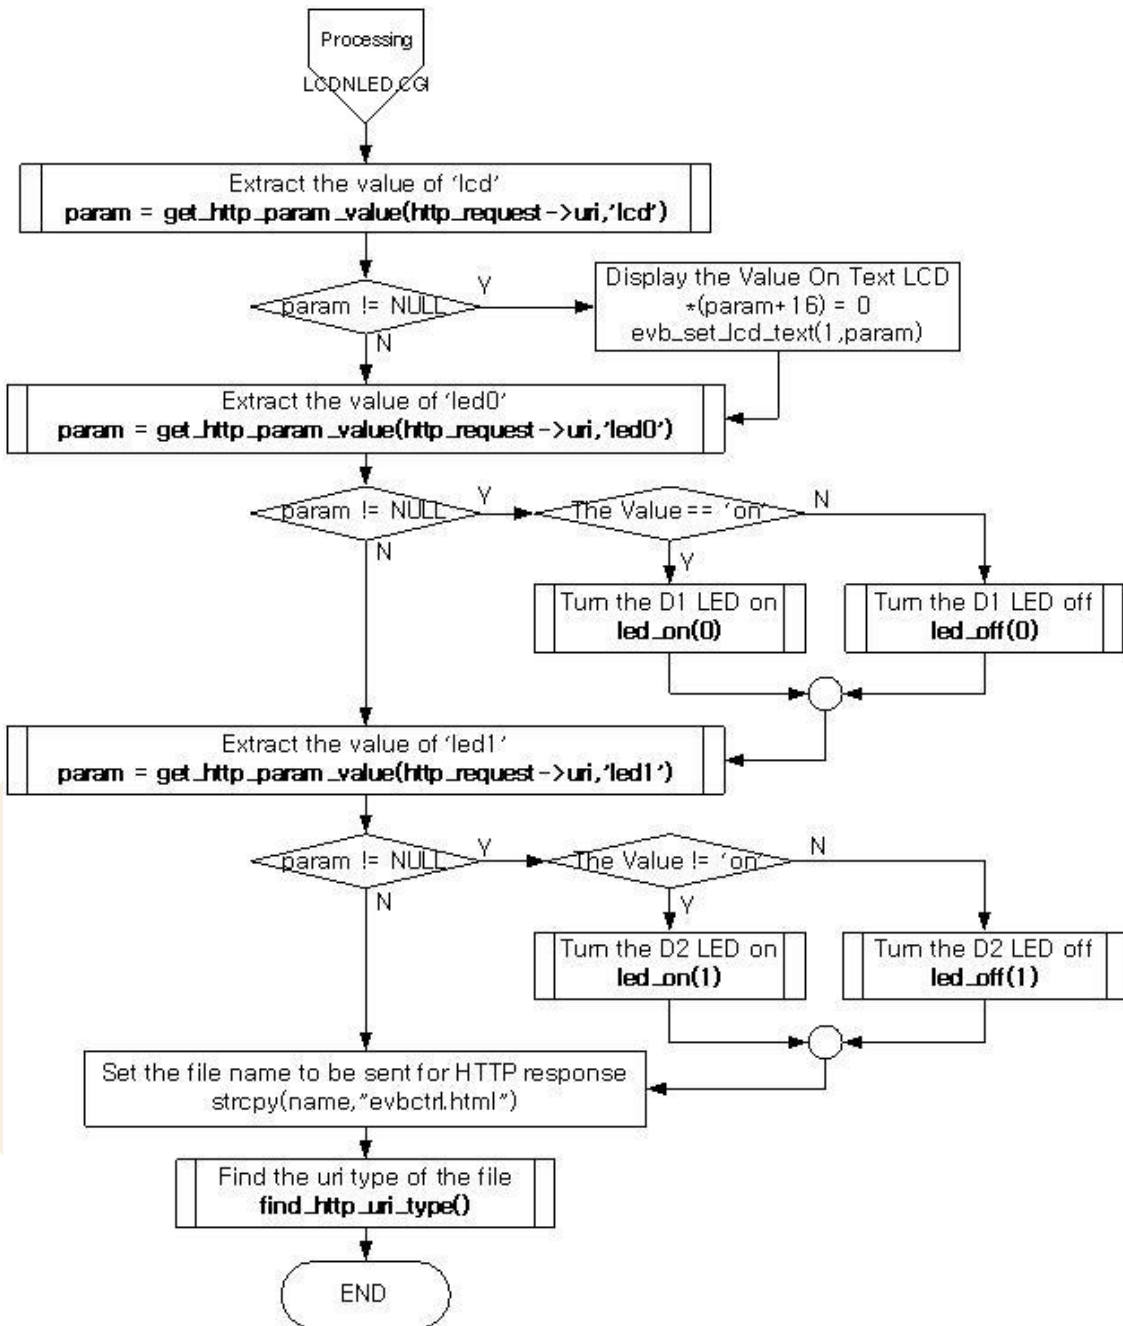 Processing
LCDNLED.CGI
Extract the value of 'lcd'
param = get_http_param_value(http_request->uri,'lcd')
param != NULL
Y
N
Display the Value On Text LCD
*(param+16) = 0
evb_set_lcd_text(1,param)
Extract the value of 'led0'
param = get_http_param_value(http_request->uri,'led0')
param != NULL
Y
N
The Value == 'on'
N
Y
Turn the D1 LED on
led_on(0)
Turn the D1 LED off
led_off(0)
Extract the value of 'led1'
param = get_http_param_value(http_request->uri,'led1')
param != NULL
Y
N
The Value != 'on'
N
Y
Turn the D2 LED on
led_on(1)
Turn the D2 LED off
led_off(1)
Set the file name to be sent for HTTP response
strcpy(name,"evbctrl.html")
Find the uri type of the file
find_http_uri_type()
END